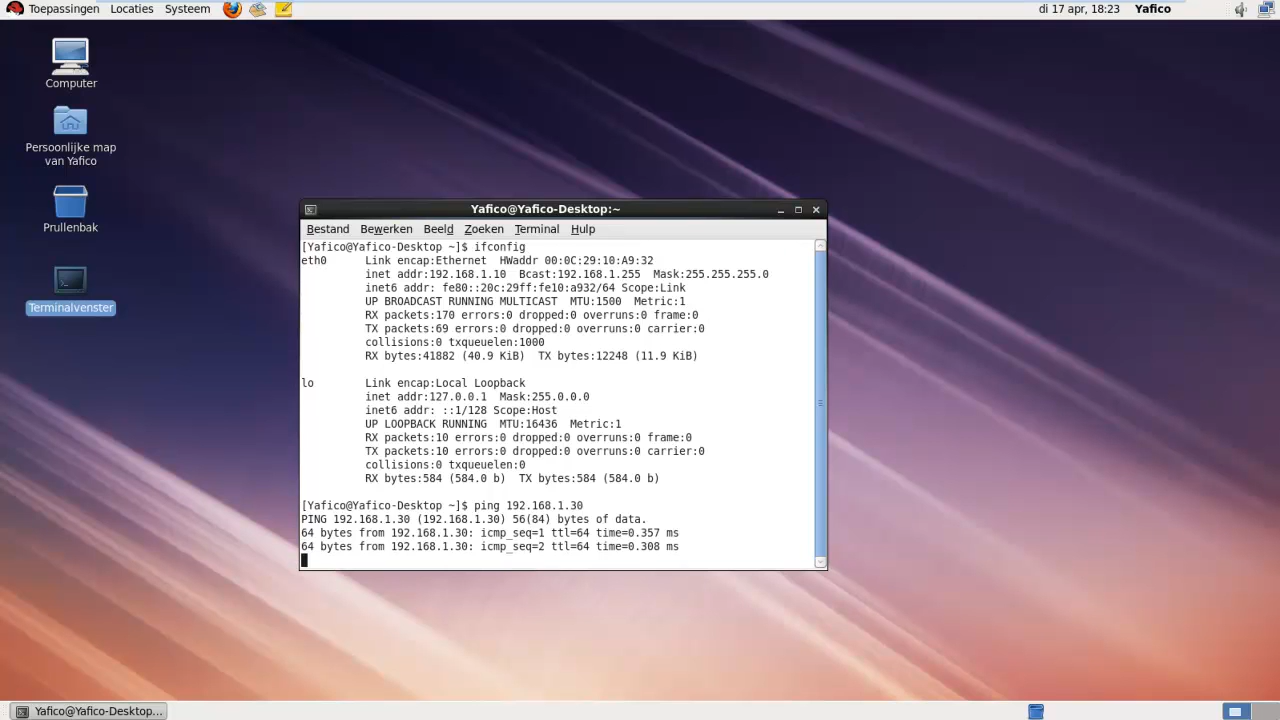 Toepassingen Locaties Systeem di 17 apr, 18:23 Yafico
Computer
Persoonlijke map
van Yafico
Prullenbak
Terminalvenster
Yafico@Yafico-Desktop:~
Bestand Bewerken Beeld Zoeken Terminal Hulp
[Yafico@Yafico-Desktop ~]$ ifconfig
eth0 Link encap:Ethernet HWaddr 00:0C:29:10:A9:32
inet addr:192.168.1.10 Bcast:192.168.1.255 Mask:255.255.255.0
inet6 addr: fe80::20c:29ff:fe10:a932/64 Scope:Link
UP BROADCAST RUNNING MULTICAST MTU:1500 Metric:1
RX packets:170 errors:0 dropped:0 overruns:0 frame:0
TX packets:69 errors:0 dropped:0 overruns:0 carrier:0
collisions:0 txqueuelen:1000
RX bytes:41882 (40.9 KiB) TX bytes:12248 (11.9 KiB)
lo Link encap:Local Loopback
inet addr:127.0.0.1 Mask:255.0.0.0
inet6 addr: ::1/128 Scope:Host
UP LOOPBACK RUNNING MTU:16436 Metric:1
RX packets:10 errors:0 dropped:0 overruns:0 frame:0
TX packets:10 errors:0 dropped:0 overruns:0 carrier:0
collisions:0 txqueuelen:0
RX bytes:584 (584.0 b) TX bytes:584 (584.0 b)
[Yafico@Yafico-Desktop ~]$ ping 192.168.1.30
PING 192.168.1.30 (192.168.1.30) 56(84) bytes of data.
64 bytes from 192.168.1.30: icmp_seq=1 ttl=64 time=0.357 ms
64 bytes from 192.168.1.30: icmp_seq=2 ttl=64 time=0.308 ms
Yafico@Yafico-Desktop...